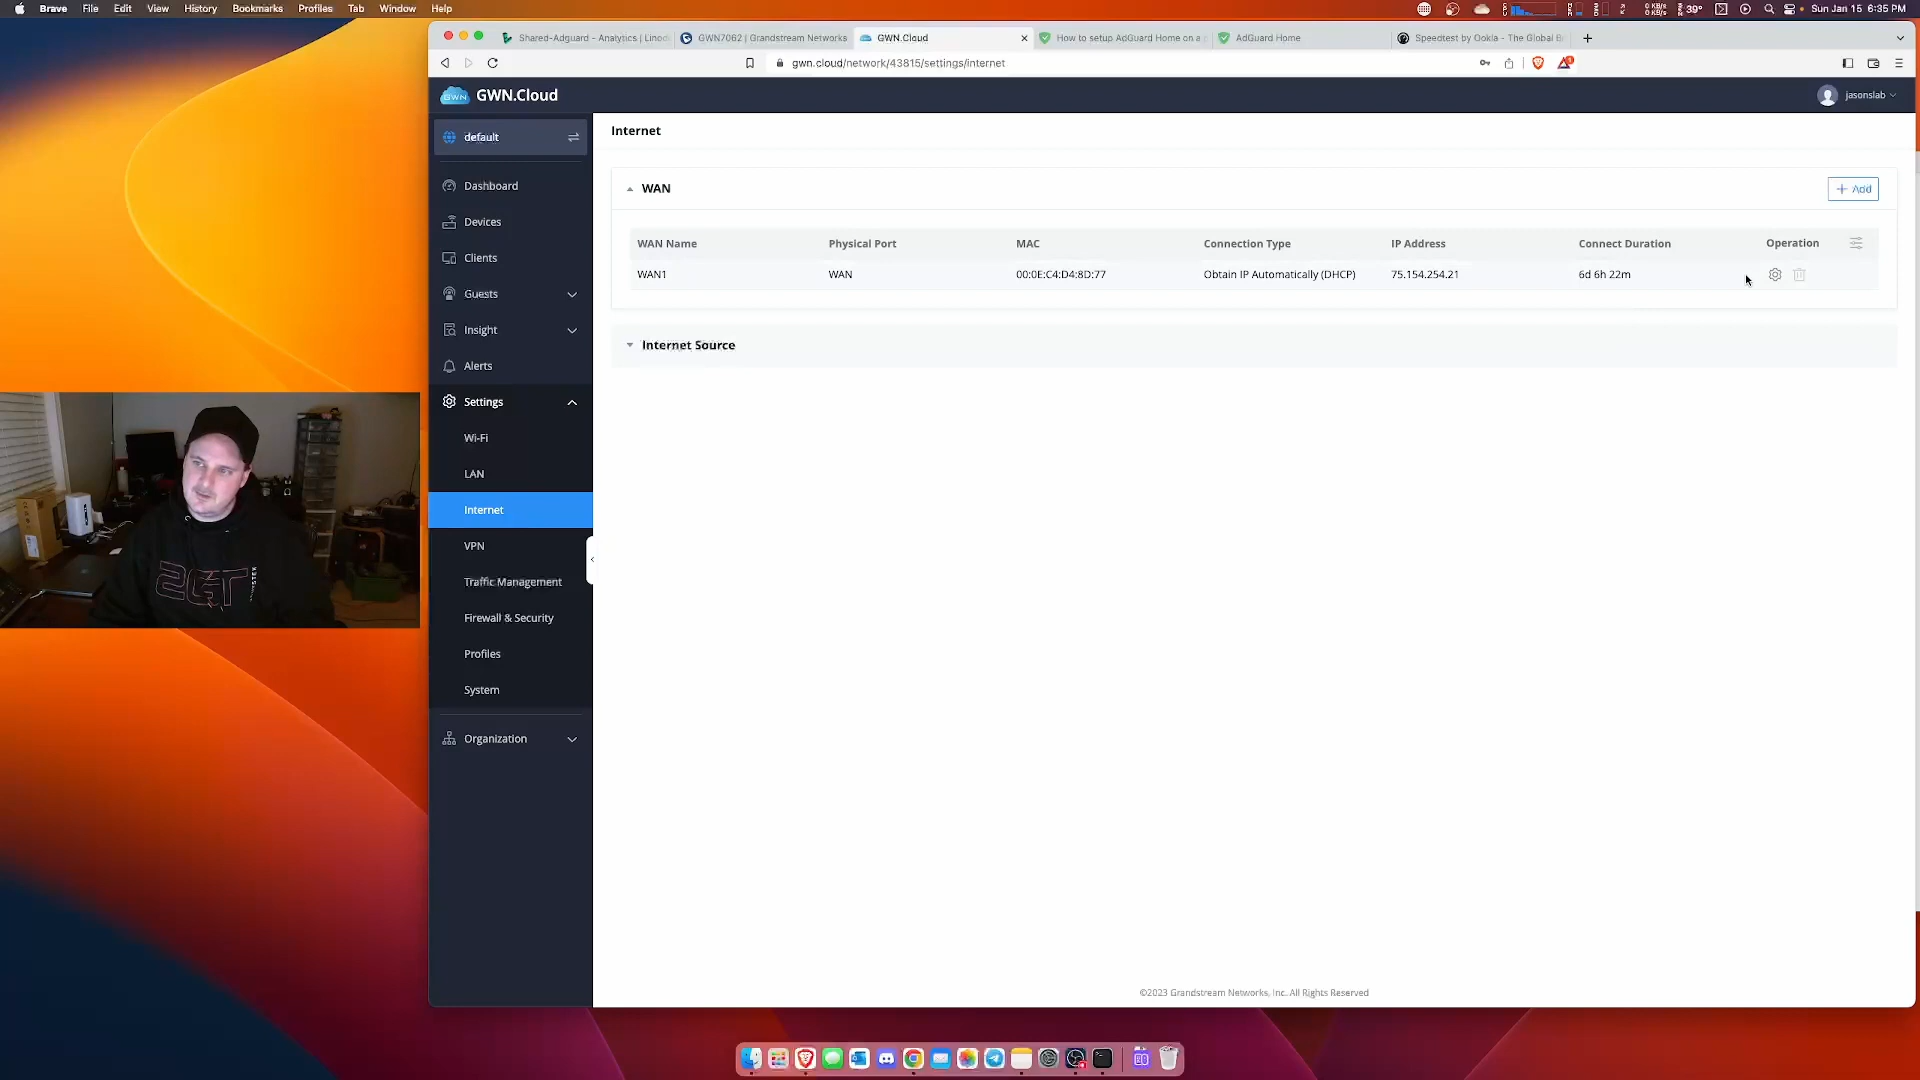 Brave File Edit View History Bookmarks Profiles Tab Window Help
39° Sun Jan 15 6:35 PM
Shared-Adguard - Analytics | Linod
GWN7062 | Grandstream Networks
GWN.Cloud
How to setup AdGuard Home on a
AdGuard Home
Speedtest by Ookla - The Global Br
gwn.cloud/network/43815/settings/internet
GWN GWN.Cloud
jasonslab
default
Dashboard
Devices
Clients
Guests
Insight
Alerts
Settings
Wi-Fi
LAN
Internet
VPN
Traffic Management
Firewall & Security
Profiles
System
Organization
Internet
WAN
Add
WAN Name Physical Port MAC Connection Type IP Address Connect Duration Operation
WAN1 WAN 00:0E:C4:D4:8D:77 Obtain IP Automatically (DHCP) 75.154.254.21 6d 6h 22m
Internet Source
©2023 Grandstream Networks, Inc. All Rights Reserved